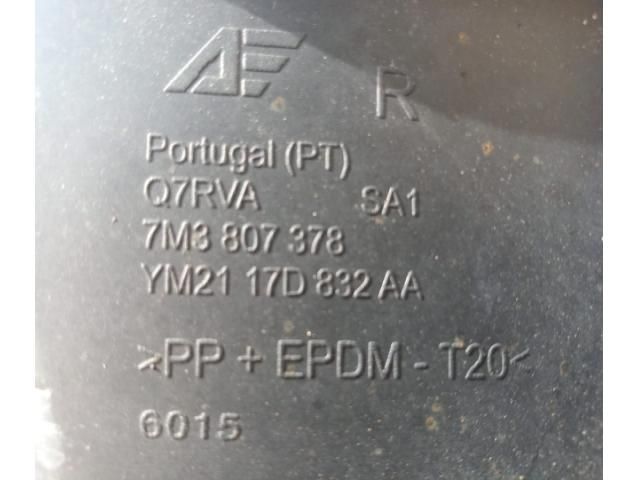 AE R
Portugal (PT)
Q7RVA SA1
7M3 807 378
YM21 17D 832 AA
>PP + EPDM - T20<
6015